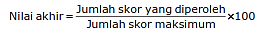 Nilai akhir = Jumlah skor yang diperoleh / Jumlah skor maksimum ×100